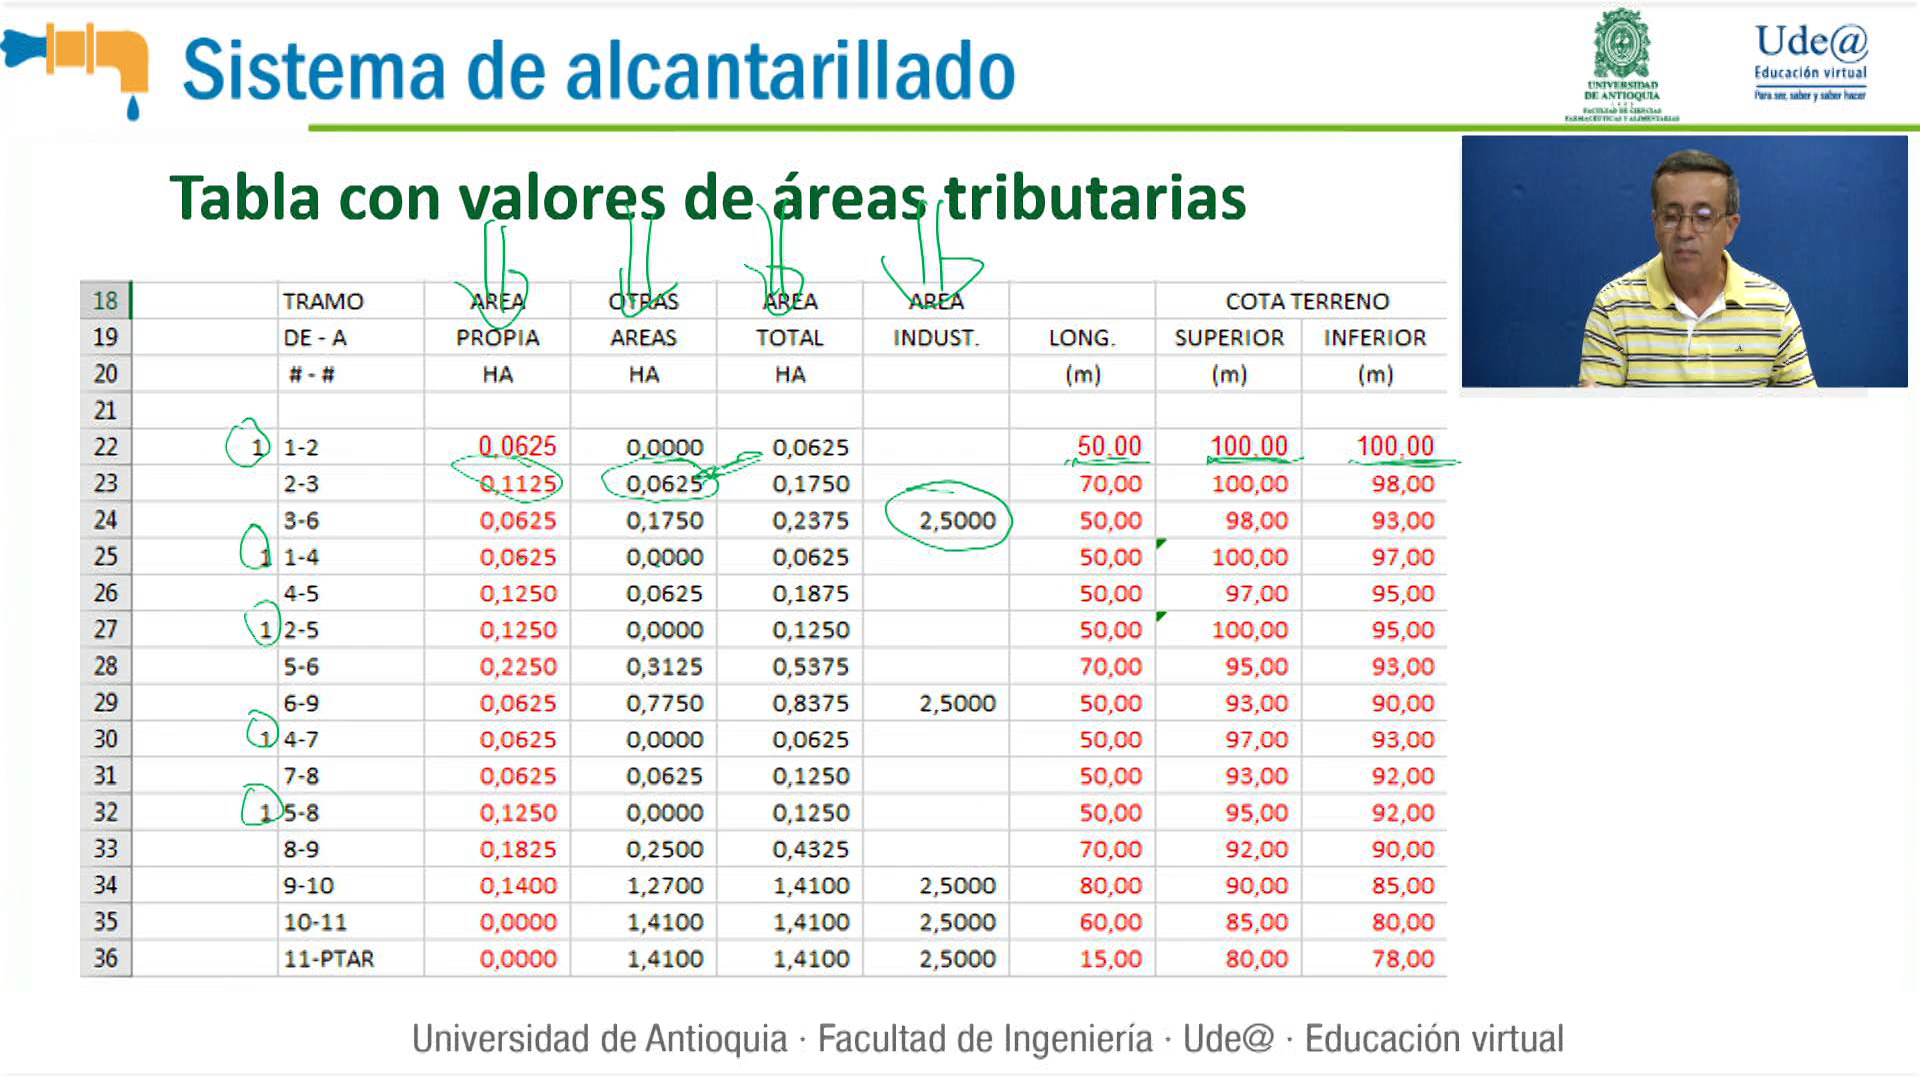 Sistema de alcantarillado
UNIVERSIDAD
DE ANTIOQUIA
1803
FACULTAD DE CIENCIAS
FARMACÉUTICAS Y ALIMENTARIAS
Ude@
Educación virtual
Para ser, saber y saber hacer
Tabla con valores de áreas tributarias
18 TRAMO AREA OTRAS AREA AREA COTA TERRENO
19 DE - A PROPIA AREAS TOTAL INDUST. LONG. SUPERIOR INFERIOR
20 # - # HA HA HA (m) (m) (m)
21
22 1 1-2 0,0625 0,0000 0,0625 50,00 100,00 100,00
23 2-3 0,1125 0,0625 0,1750 70,00 100,00 98,00
24 3-6 0,0625 0,1750 0,2375 2,5000 50,00 98,00 93,00
25 1 1-4 0,0625 0,0000 0,0625 50,00 100,00 97,00
26 4-5 0,1250 0,0625 0,1875 50,00 97,00 95,00
27 1 2-5 0,1250 0,0000 0,1250 50,00 100,00 95,00
28 5-6 0,2250 0,3125 0,5375 70,00 95,00 93,00
29 6-9 0,0625 0,7750 0,8375 2,5000 50,00 93,00 90,00
30 1 4-7 0,0625 0,0000 0,0625 50,00 97,00 93,00
31 7-8 0,0625 0,0625 0,1250 50,00 93,00 92,00
32 1 5-8 0,1250 0,0000 0,1250 50,00 95,00 92,00
33 8-9 0,1825 0,2500 0,4325 70,00 92,00 90,00
34 9-10 0,1400 1,2700 1,4100 2,5000 80,00 90,00 85,00
35 10-11 0,0000 1,4100 1,4100 2,5000 60,00 85,00 80,00
36 11-PTAR 0,0000 1,4100 1,4100 2,5000 15,00 80,00 78,00
Universidad de Antioquia · Facultad de Ingeniería · Ude@ · Educación virtual